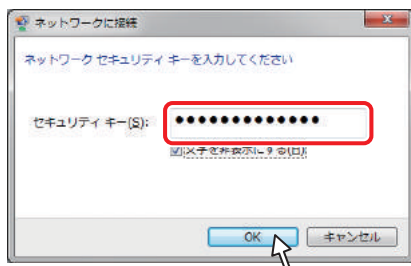 ネットワークに接続
ネットワーク セキュリティ キーを入力してください
セキュリティ キー(S):
●●●●●●●●●●●●●
文字を非表示にする(H)
OK
キャンセル